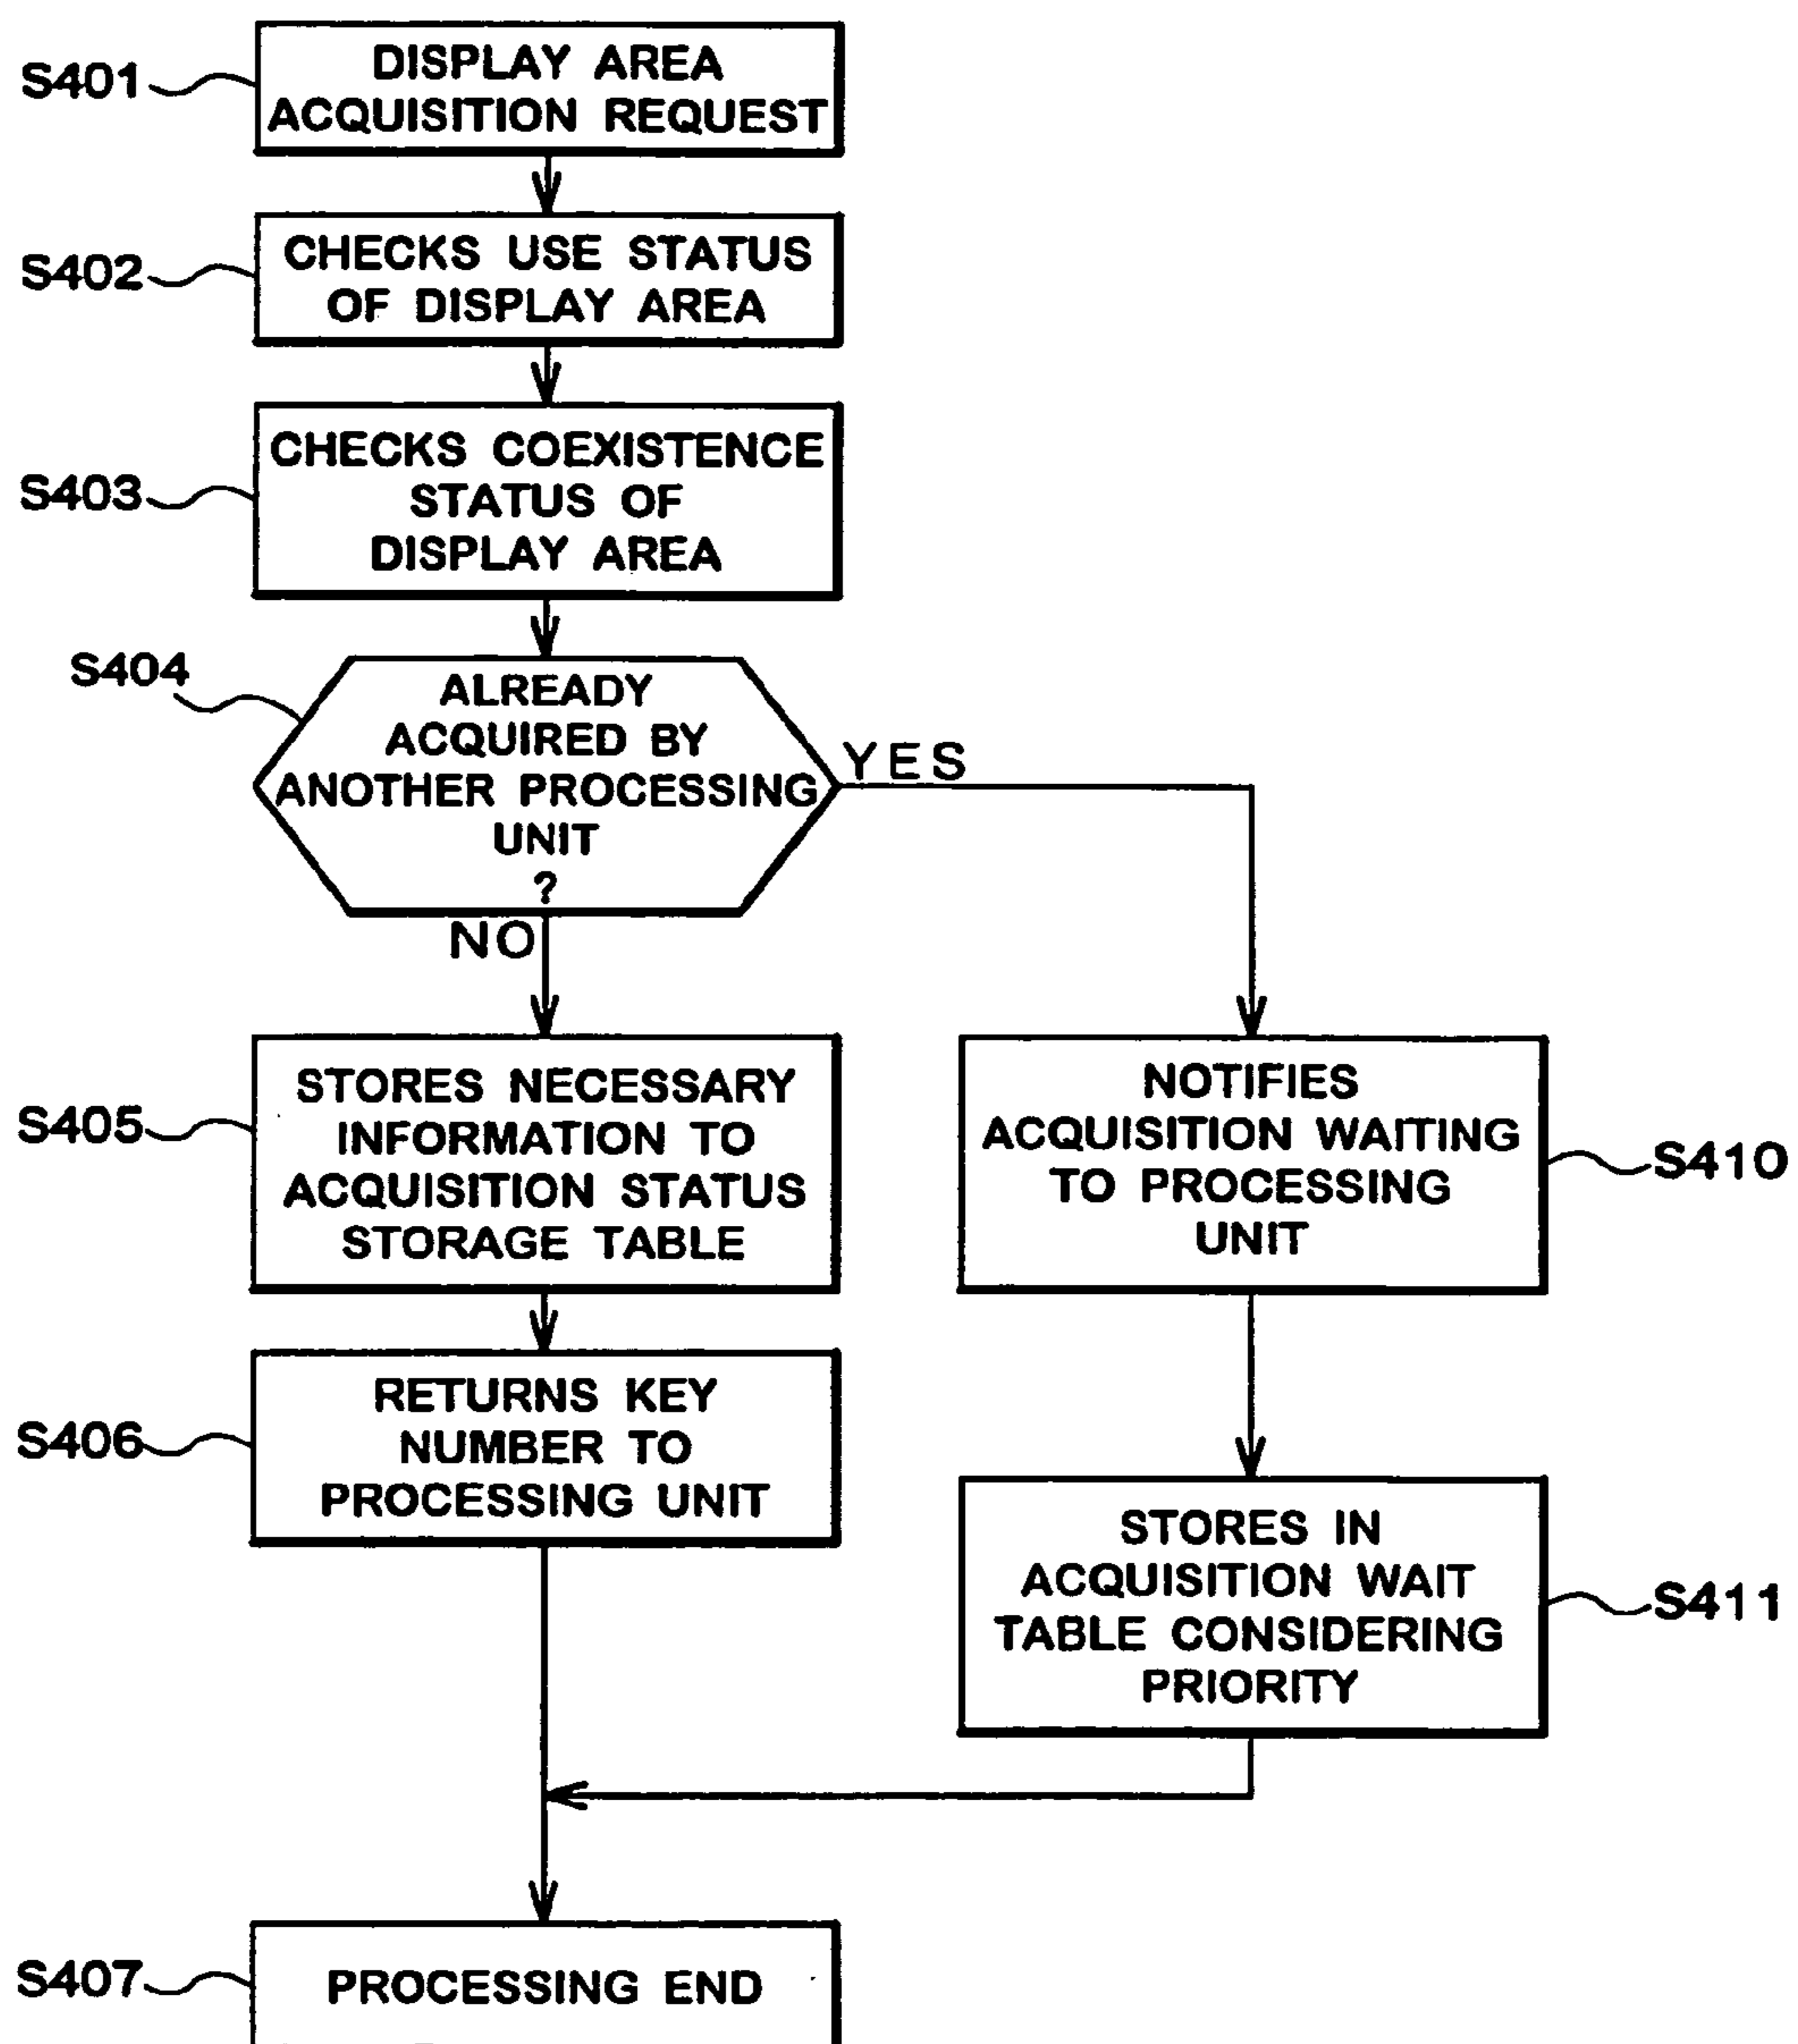 S401
DISPLAY AREA
ACQUISITION REQUEST
S402
CHECKS USE STATUS
OF DISPLAY AREA
S403
CHECKS COEXISTENCE
STATUS OF
DISPLAY AREA
S404
ALREADY
ACQUIRED BY
ANOTHER PROCESSING
UNIT
?
YES
NO
S405
STORES NECESSARY
INFORMATION TO
ACQUISITION STATUS
STORAGE TABLE
NOTIFIES
ACQUISITION WAITING
TO PROCESSING
UNIT
S410
S406
RETURNS KEY
NUMBER TO
PROCESSING UNIT
STORES IN
ACQUISITION WAIT
TABLE CONSIDERING
PRIORITY
S411
S407
PROCESSING END